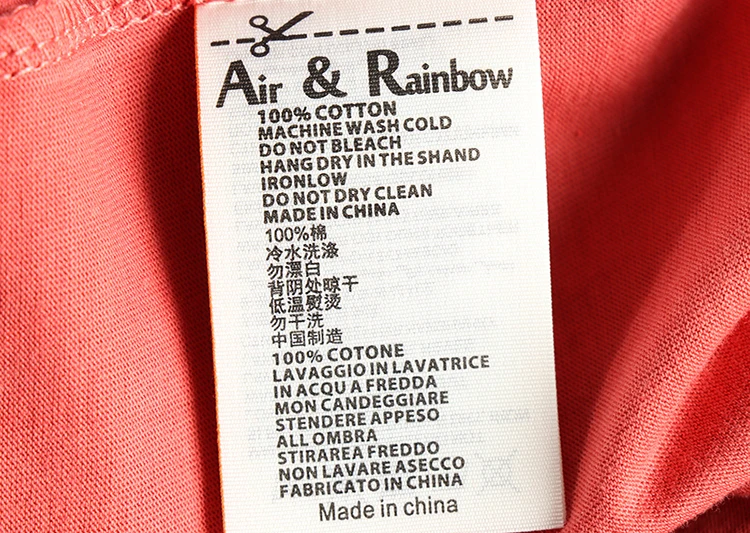 Air & Rainbow
100% COTTON
MACHINE WASH COLD
DO NOT BLEACH
HANG DRY IN THE SHAND
IRONLOW
DO NOT DRY CLEAN
MADE IN CHINA
100%棉
冷水洗涤
勿漂白
背阴处晾干
低温熨烫
勿干洗
中国制造
100% COTONE
LAVAGGIO IN LAVATRICE
IN ACQU A FREDDA
MON CANDEGGIARE
STENDERE APPESO
ALL OMBRA
STIRAREA FREDDO
NON LAVARE ASECCO
FABRICATO IN CHINA
Made in china